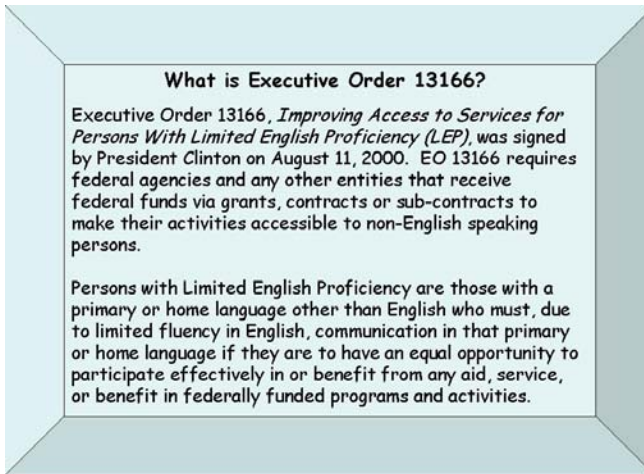 What is Executive Order 13166?
Executive Order 13166, Improving Access to Services for
Persons With Limited English Proficiency (LEP), was signed
by President Clinton on August 11, 2000.  EO 13166 requires
federal agencies and any other entities that receive
federal funds via grants, contracts or sub-contracts to
make their activities accessible to non-English speaking
persons.
Persons with Limited English Proficiency are those with a
primary or home language other than English who must, due
to limited fluency in English, communication in that primary
or home language if they are to have an equal opportunity to
participate effectively in or benefit from any aid, service,
or benefit in federally funded programs and activities.